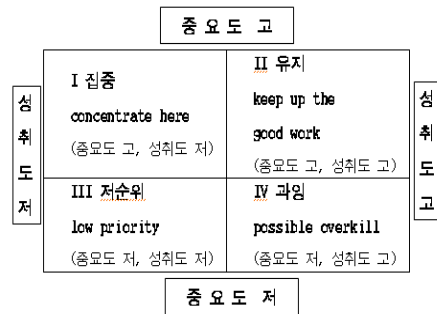 중 요 도 고
성
취
도
저
I 집중
concentrate here
(중요도 고, 성취도 저)
II 유지
keep up the
good work
(중요도 고, 성취도 고)
성
취
도
고
III 저순위
low priority
(중요도 저, 성취도 저)
IV 과잉
possible overkill
(중요도 저, 성취도 고)
중 요 도 저